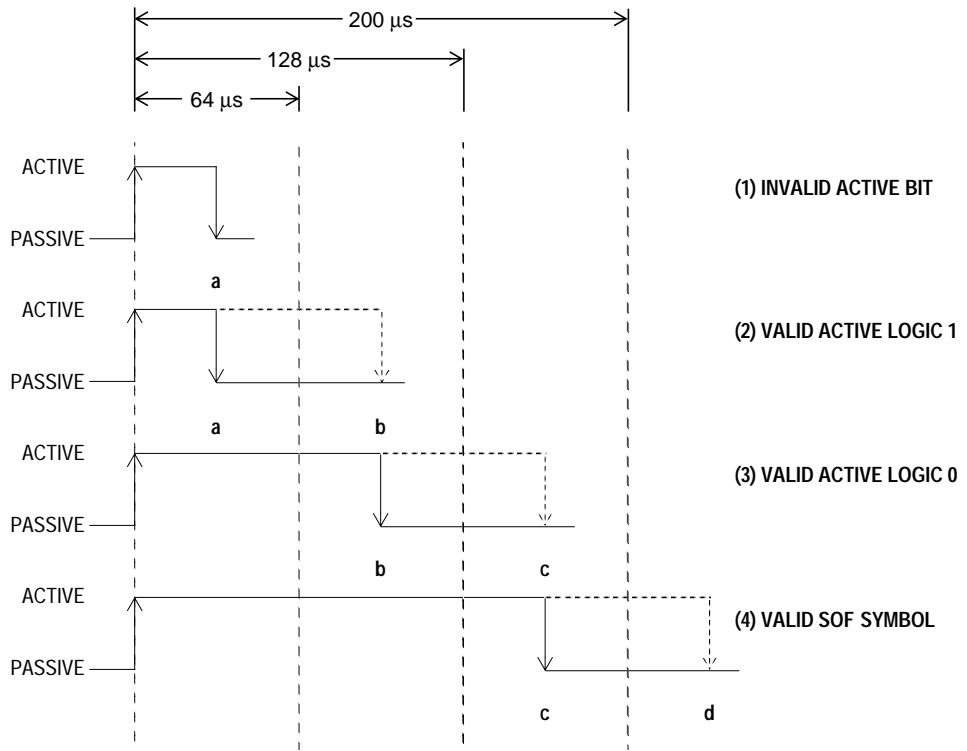 200 µs
128 µs
64 µs
ACTIVE
(1) INVALID ACTIVE BIT
PASSIVE
a
ACTIVE
(2) VALID ACTIVE LOGIC 1
PASSIVE
a b
ACTIVE
(3) VALID ACTIVE LOGIC 0
PASSIVE
b c
ACTIVE
(4) VALID SOF SYMBOL
PASSIVE
c d